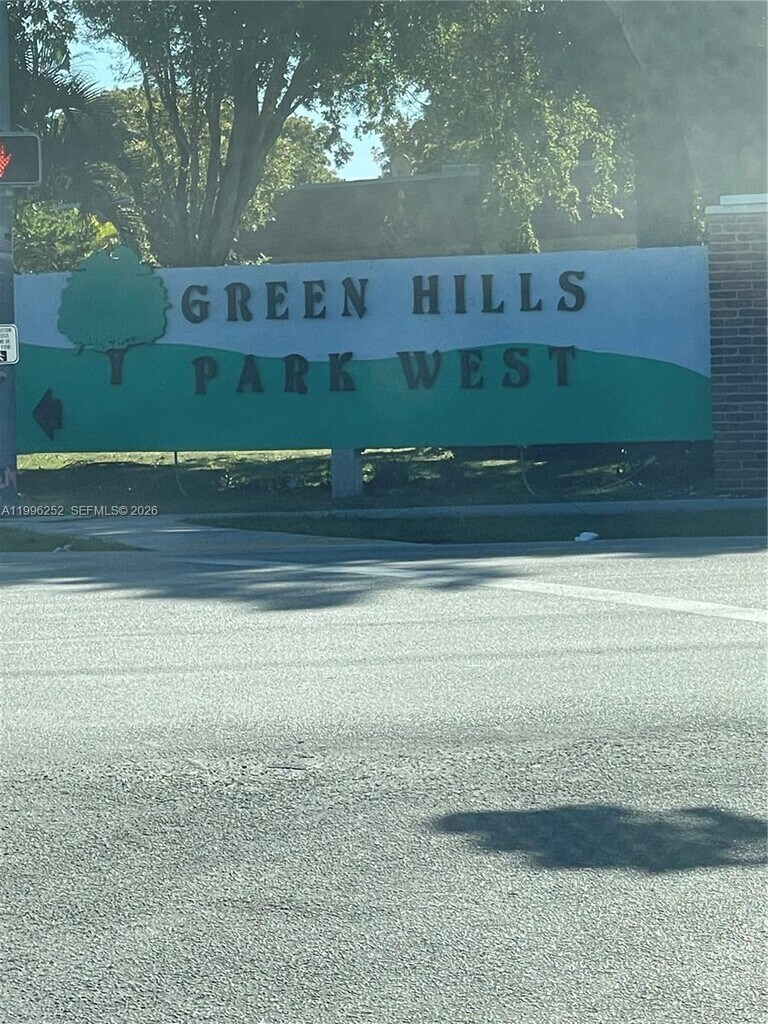 GREEN HILLS
PARK WEST
A11996252 SEFMLS© 2026